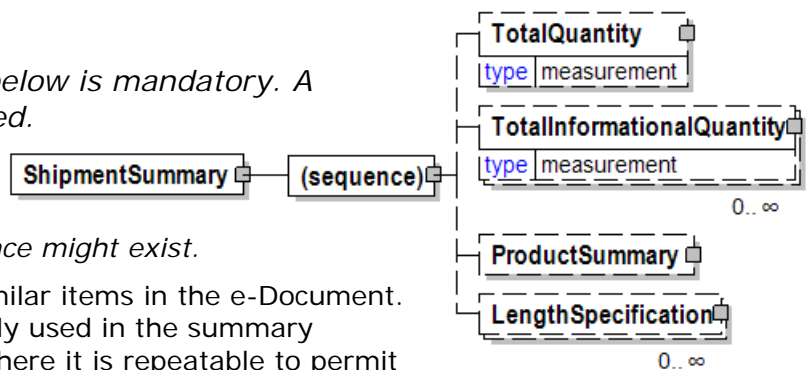 TotalQuantity
type measurement
below is mandatory. A
ed.
TotalInformationalQuantity
type measurement
0.. ∞
ShipmentSummary
(sequence)
nce might exist.
ProductSummary
milar items in the e-Document.
ly used in the summary
LengthSpecification
here it is repeatable to permit
0.. ∞